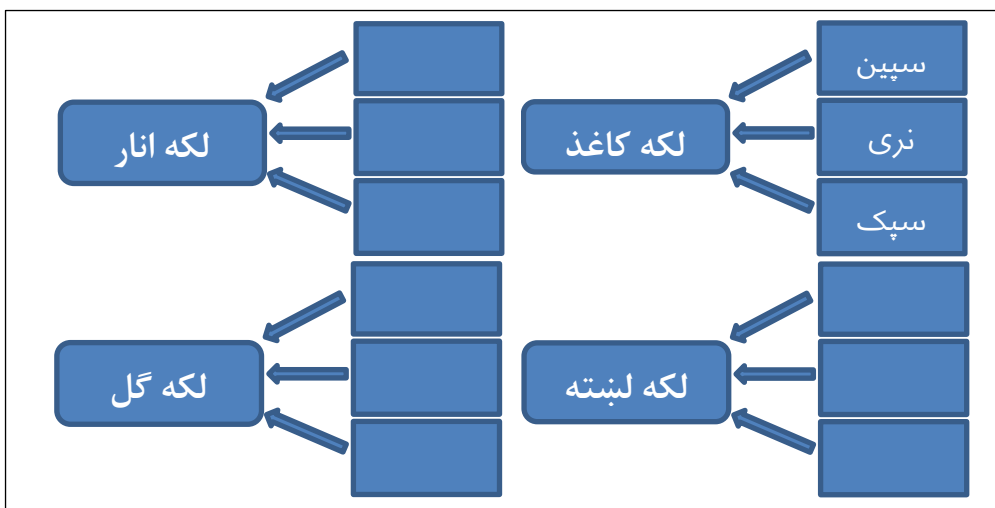 سپین
لکه کاغذ
نری
سپک
لکه انار
لکه لښته
لکه گل